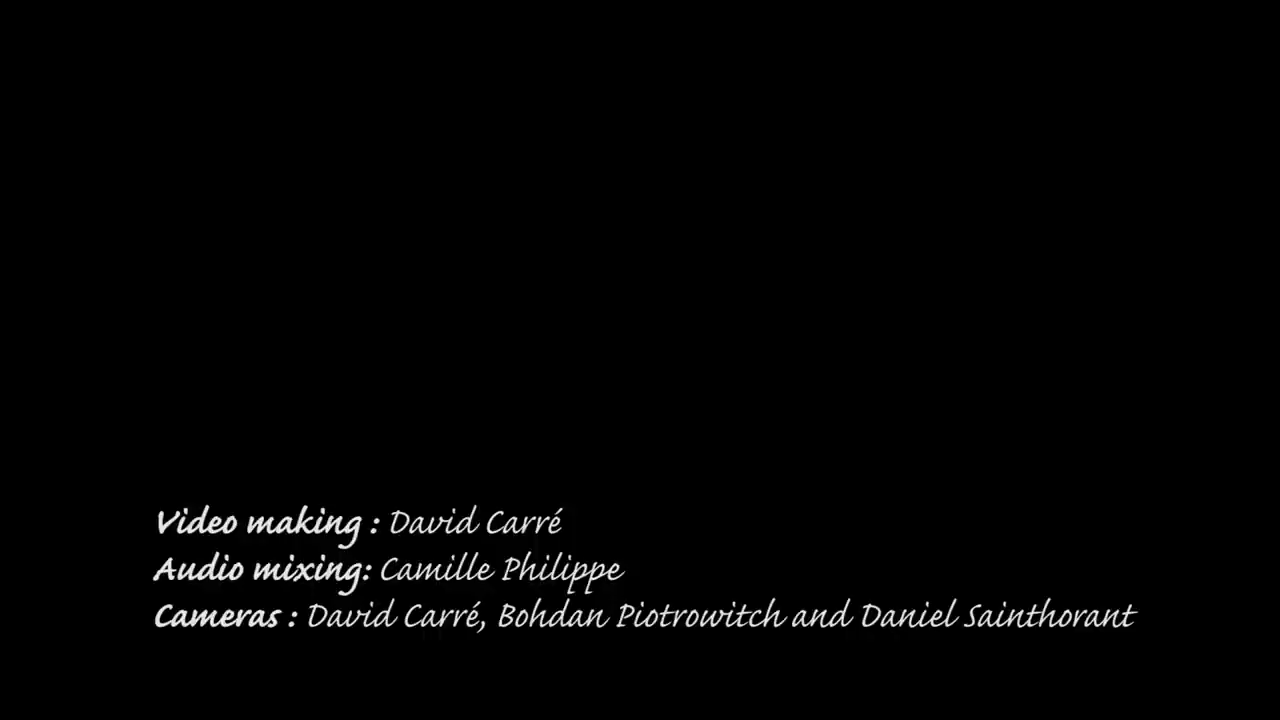 Video making : David Carré
Audio mixing: Camille Philippe
Cameras : David Carré, Bohdan Piotrowitch and Daniel Sainthorant